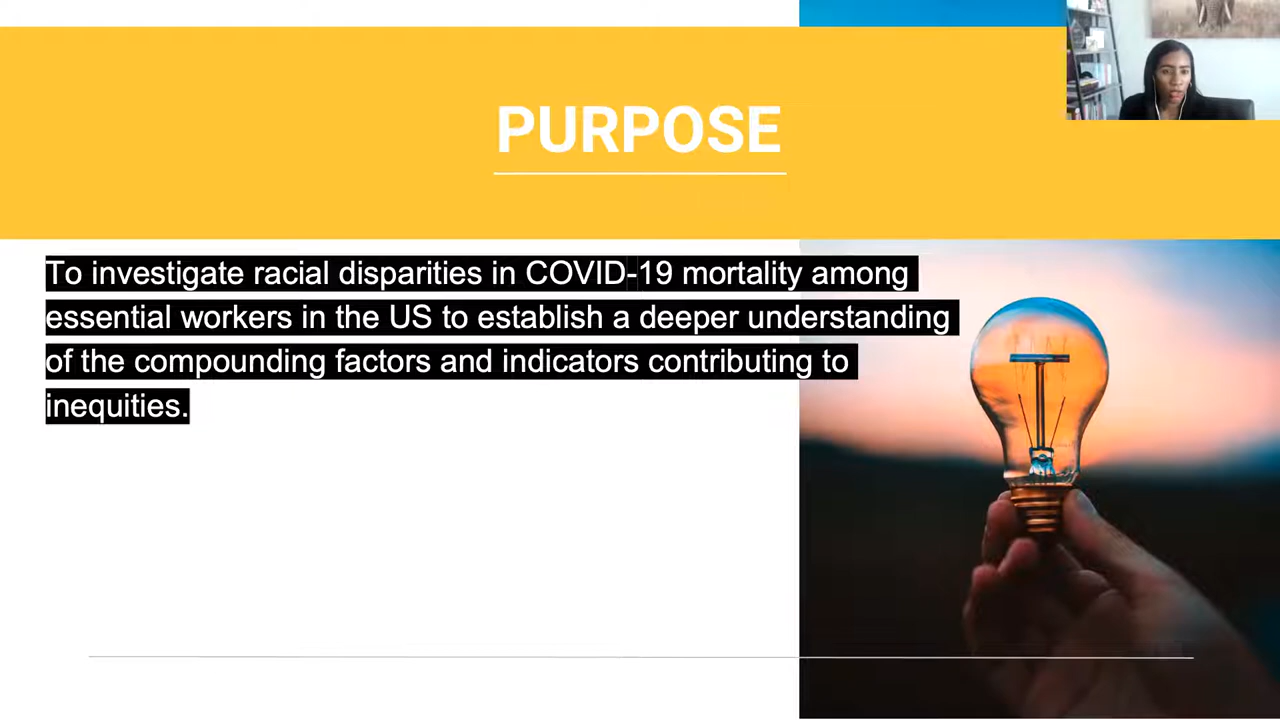 PURPOSE
To investigate racial disparities in COVID-19 mortality among
essential workers in the US to establish a deeper understanding
of the compounding factors and indicators contributing to
inequities.